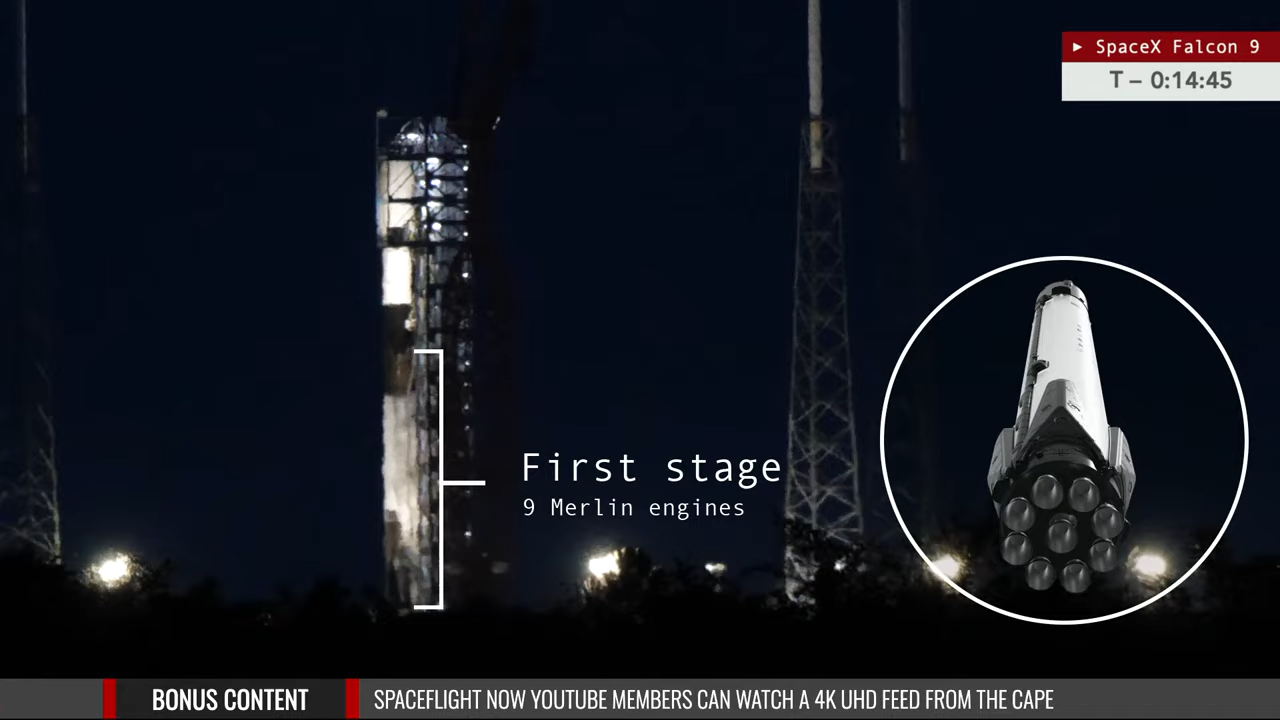 ▶ SpaceX Falcon 9
T – 0:14:45
First stage
9 Merlin engines
BONUS CONTENT
SPACEFLIGHT NOW YOUTUBE MEMBERS CAN WATCH A 4K UHD FEED FROM THE CAPE